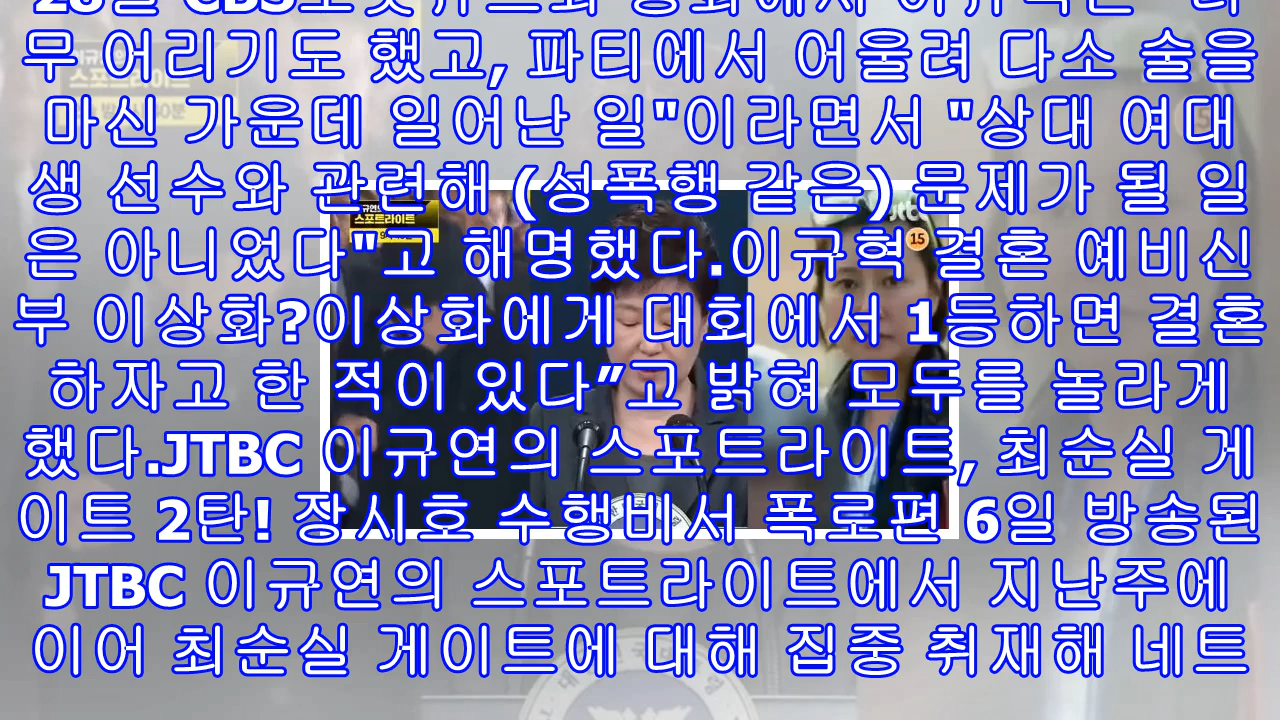 무 어리기도 했고, 파티에서 어울려 다소 술을
마신 가운데 일어난 일"이라면서 "상대 여대
생 선수와 관련해 (성폭행 같은) 문제가 될 일
은 아니었다"고 해명했다.이규혁 결혼 예비신
부 이상화?이상화에게 대회에서 1등하면 결혼
하자고 한 적이 있다”고 밝혀 모두를 놀라게
했다.JTBC 이규연의 스포트라이트, 최순실 게
이트 2탄! 장시호 수행비서 폭로편 6일 방송된
JTBC 이규연의 스포트라이트에서 지난주에
이어 최순실 게이트에 대해 집중 취재해 네트
스포트라이트
jtbc
15